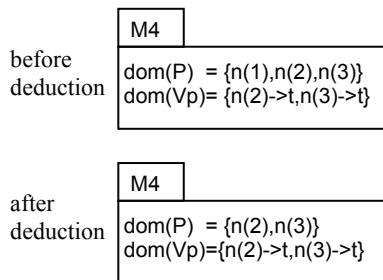 M4
before
deduction
dom(P) = {n(1),n(2),n(3)}
dom(Vp)= {n(2)->t,n(3)->t}
M4
after
deduction
dom(P) = {n(2),n(3)}
dom(Vp)={n(2)->t,n(3)->t}